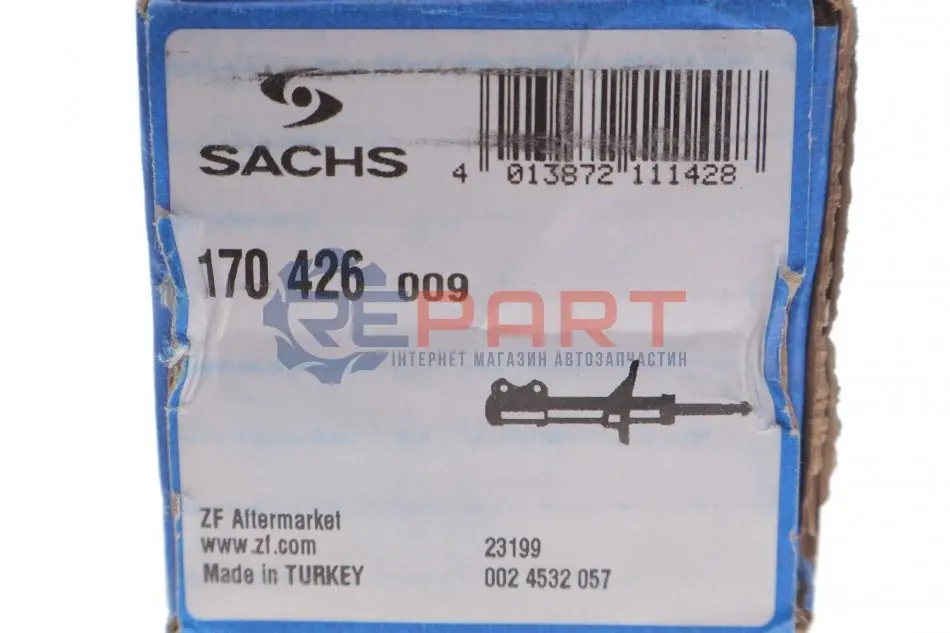 SACHS
4 013872 111428
170 426 009
REPART
ІНТЕРНЕТ МАГАЗИН АВТОЗАПЧАСТИН
ZF Aftermarket
www.zf.com
23199
Made in TURKEY
002 4532 057